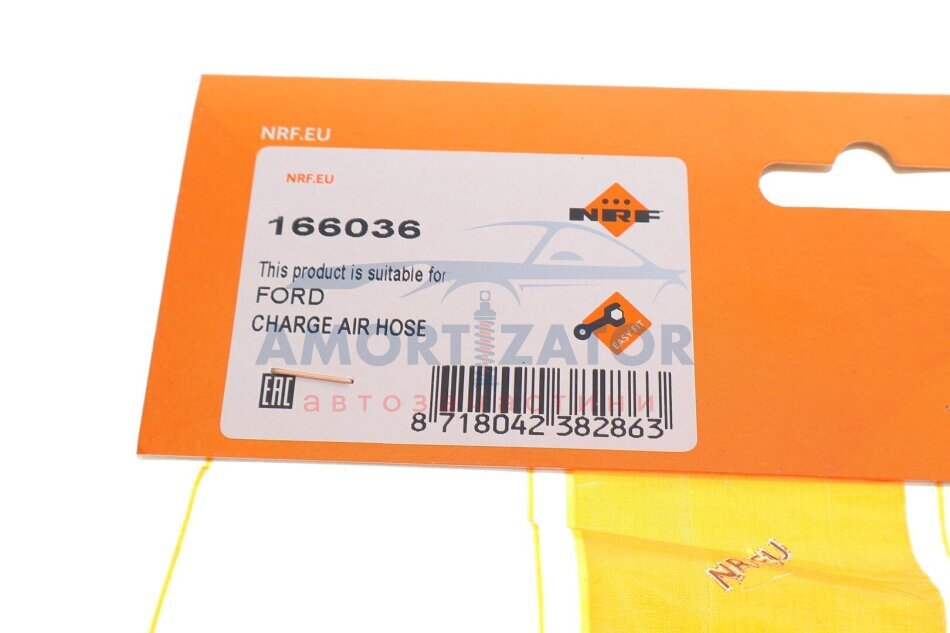 NRF.EU
NRF.EU
NRF
166036
This product is suitable for:
FORD
CHARGE AIR HOSE
EASY FIT
AMORTIZATOR
EAC
автозапчастини
8 718042 382863
NRF.EU